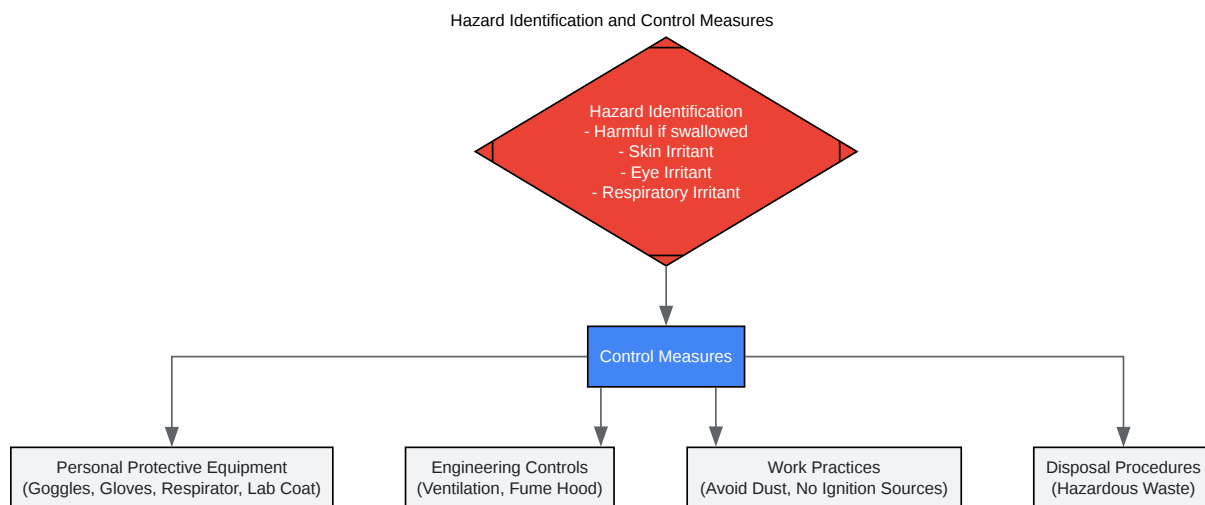 Hazard Identification and Control Measures
Hazard Identification
- Harmful if swallowed
- Skin Irritant
- Eye Irritant
- Respiratory Irritant
Control Measures
Personal Protective Equipment
(Goggles, Gloves, Respirator, Lab Coat)
Engineering Controls
(Ventilation, Fume Hood)
Work Practices
(Avoid Dust, No Ignition Sources)
Disposal Procedures
(Hazardous Waste)